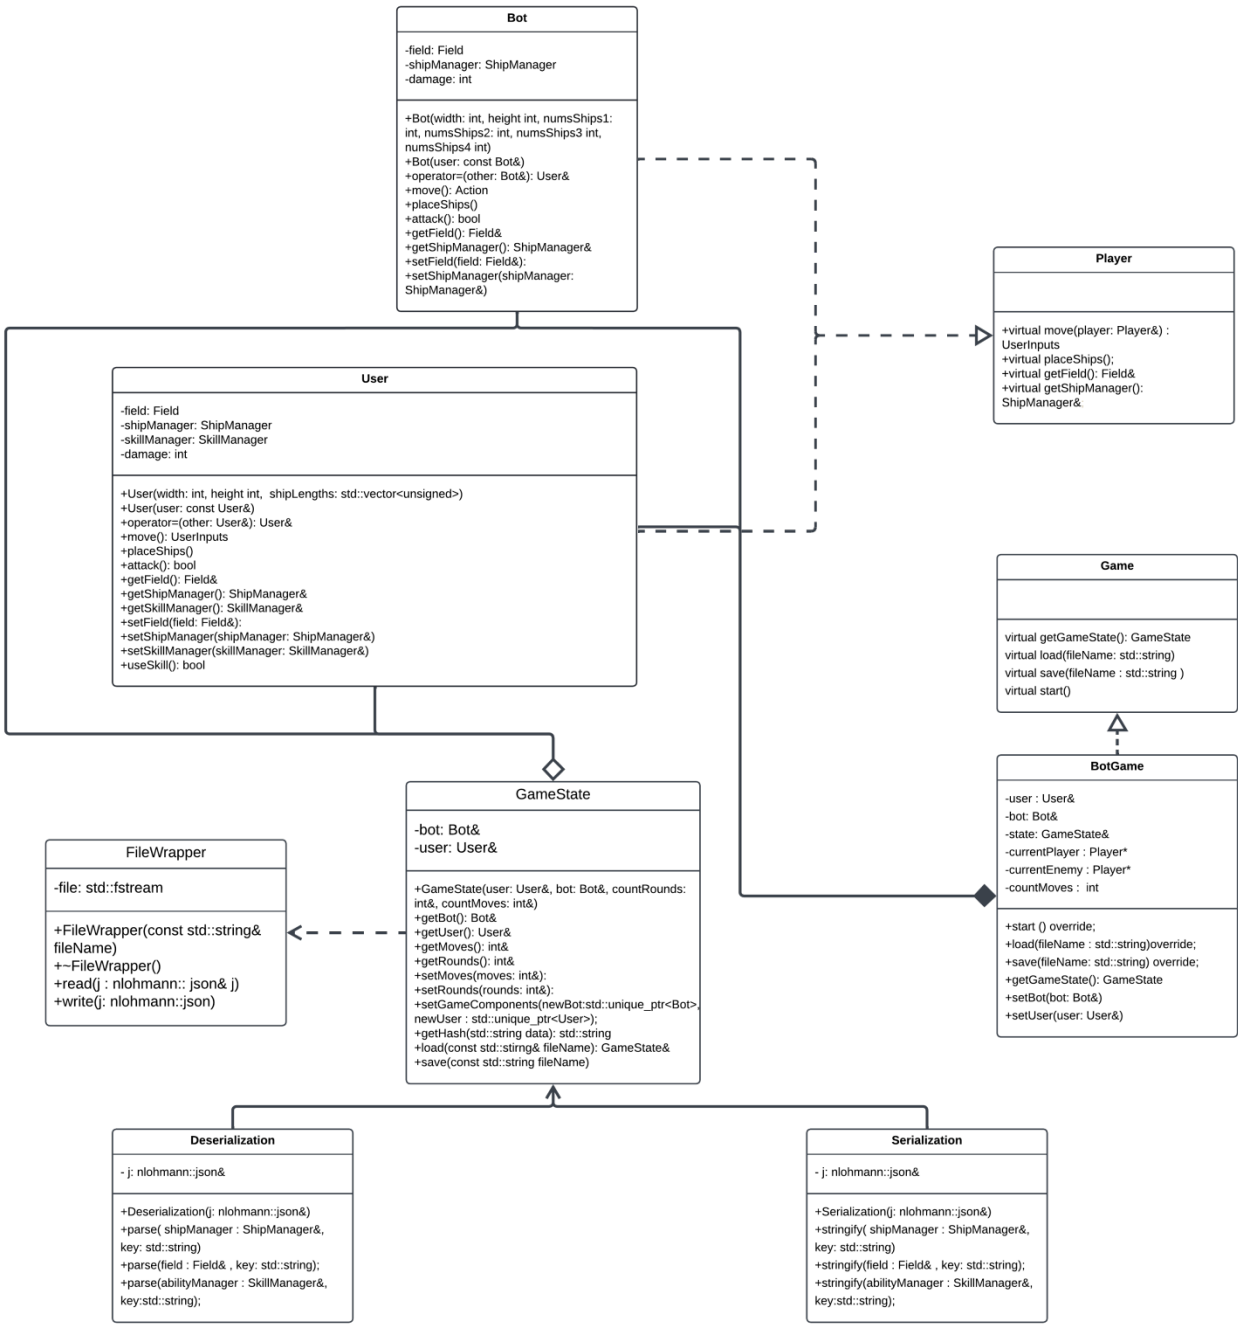 Bot
-field: Field
-shipManager: ShipManager
-damage: int
+Bot(width: int, height int, numsShips1:
int, numsShips2: int, numsShips3 int,
numsShips4 int)
+Bot(user: const Bot&)
+operator=(other: Bot&): User&
+move(): Action
+placeShips()
+attack(): bool
+getField(): Field&
+getShipManager(): ShipManager&
+setField(field: Field&):
+setShipManager(shipManager:
ShipManager&)
Player
+virtual move(player: Player&) :
UserInputs
+virtual placeShips();
+virtual getField(): Field&
+virtual getShipManager():
ShipManager&
User
-field: Field
-shipManager: ShipManager
-skillManager: SkillManager
-damage: int
+User(width: int, height int,  shipLengths: std::vector<unsigned>)
+User(user: const User&)
+operator=(other: User&): User&
+move(): UserInputs
+placeShips()
+attack(): bool
+getField(): Field&
+getShipManager(): ShipManager&
+getSkillManager(): SkillManager&
+setField(field: Field&):
+setShipManager(shipManager: ShipManager&)
+setSkillManager(skillManager: SkillManager&)
+useSkill(): bool
Game
virtual getGameState(): GameState
virtual load(fileName: std::string)
virtual save(fileName : std::string )
virtual start()
BotGame
-user : User&
-bot: Bot&
-state: GameState&
-currentPlayer : Player*
-currentEnemy : Player*
-countMoves :  int
+start () override;
+load(fileName : std::string)override;
+save(fileName: std::string) override;
+getGameState(): GameState
+setBot(bot: Bot&)
+setUser(user: User&)
GameState
-bot: Bot&
-user: User&
+GameState(user: User&, bot: Bot&, countRounds:
int&, countMoves: int&)
+getBot(): Bot&
+getUser(): User&
+getMoves(): int&
+getRounds(): int&
+setMoves(moves: int&):
+setRounds(rounds: int&):
+setGameComponents(newBot:std::unique_ptr<Bot>,
newUser : std::unique_ptr<User>);
+getHash(std::string data): std::string
+load(const std::stirng& fileName): GameState&
+save(const std::string fileName)
FileWrapper
-file: std::fstream
+FileWrapper(const std::string&
fileName)
+~FileWrapper()
+read(j : nlohmann:: json& j)
+write(j: nlohmann::json)
Deserialization
- j: nlohmann::json&
+Deserialization(j: nlohmann::json&)
+parse( shipManager : ShipManager&,
key: std::string)
+parse(field : Field& , key: std::string);
+parse(abilityManager : SkillManager&,
key:std::string);
Serialization
- j: nlohmann::json&
+Serialization(j: nlohmann::json&)
+stringify( shipManager : ShipManager&,
key: std::string)
+stringify(field : Field& , key: std::string);
+stringify(abilityManager : SkillManager&,
key:std::string);